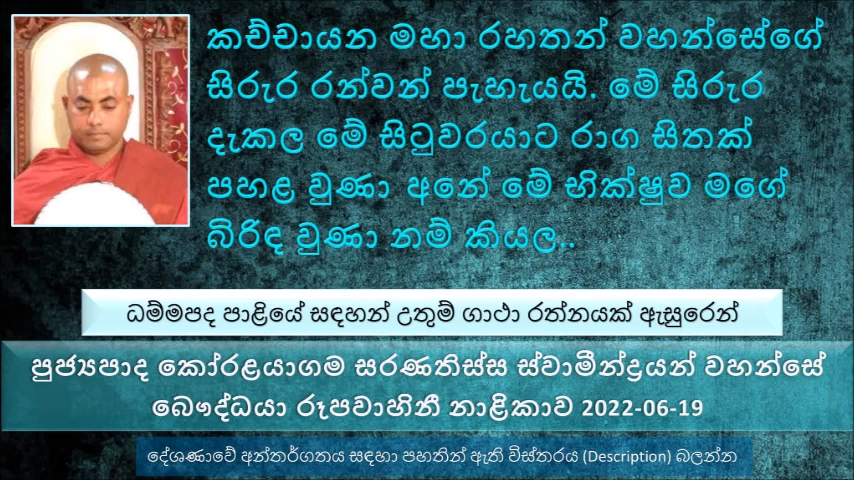 කච්චායන මහා රහතන් වහන්සේගේ
සිරුර රන්වන් පැහැයයි. මේ සිරුර
දැකල මේ සිටුවරයාට රාග සිතක්
පහළ වුණා අනේ මේ භික්ෂුව මගේ
බිරිඳ වුණා නම් කියල..
ධම්මපද පාළියේ සඳහන් උතුම් ගාථා රත්නයක් ඇසුරෙන්
පුජ්‍යපාද කෝරළයාගම සරණතිස්ස ස්වාමීන්ද්‍රයන් වහන්සේ
බෞද්ධයා රූපවාහිනී නාළිකාව 2022-06-19
දේශණාවේ අන්තර්ගතය සඳහා පහතින් ඇති විස්තරය (Description) බලන්න